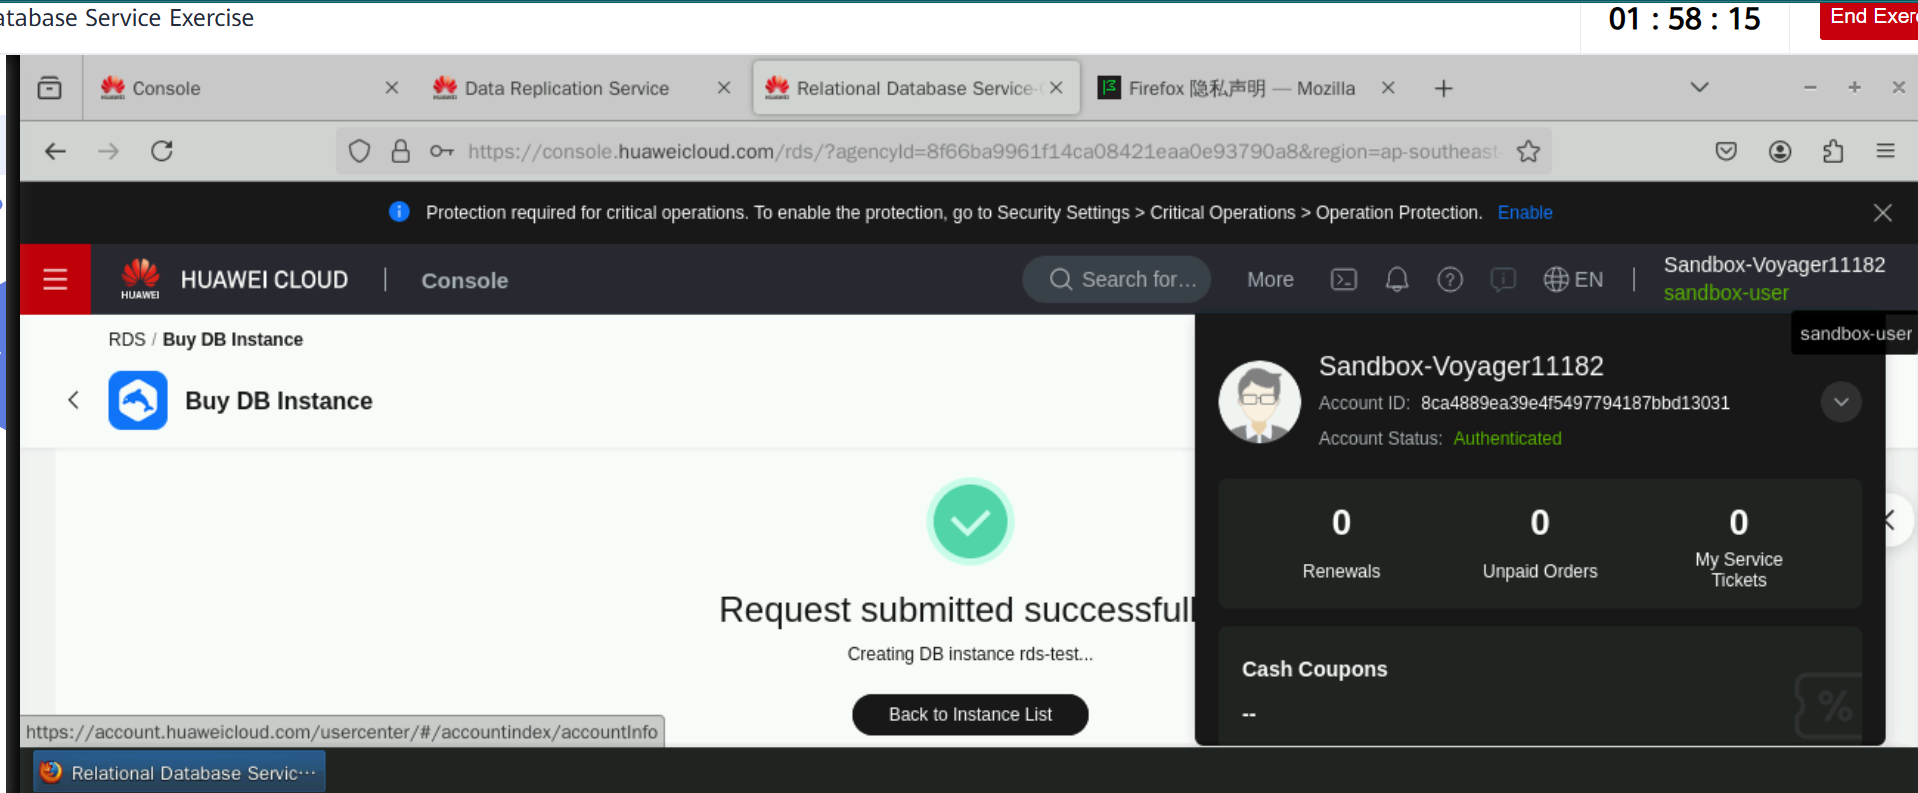 atabase Service Exercise
01 : 58 : 15
End Exer
Console
Data Replication Service
Relational Database Service-
Firefox 隐私声明 — Mozilla
https://console.huaweicloud.com/rds/?agencyId=8f66ba9961f14ca08421eaa0e93790a8&region=ap-southeast-
Protection required for critical operations. To enable the protection, go to Security Settings > Critical Operations > Operation Protection. Enable
HUAWEI
HUAWEI CLOUD
Console
Search for...
More
EN
Sandbox-Voyager11182
sandbox-user
sandbox-user
RDS / Buy DB Instance
Buy DB Instance
Sandbox-Voyager11182
Account ID: 8ca4889ea39e4f5497794187bbd13031
Account Status: Authenticated
0
Renewals
0
Unpaid Orders
0
My Service
Tickets
Request submitted successfull
Creating DB instance rds-test...
Back to Instance List
Cash Coupons
--
%
https://account.huaweicloud.com/usercenter/#/accountindex/accountInfo
Relational Database Servic···